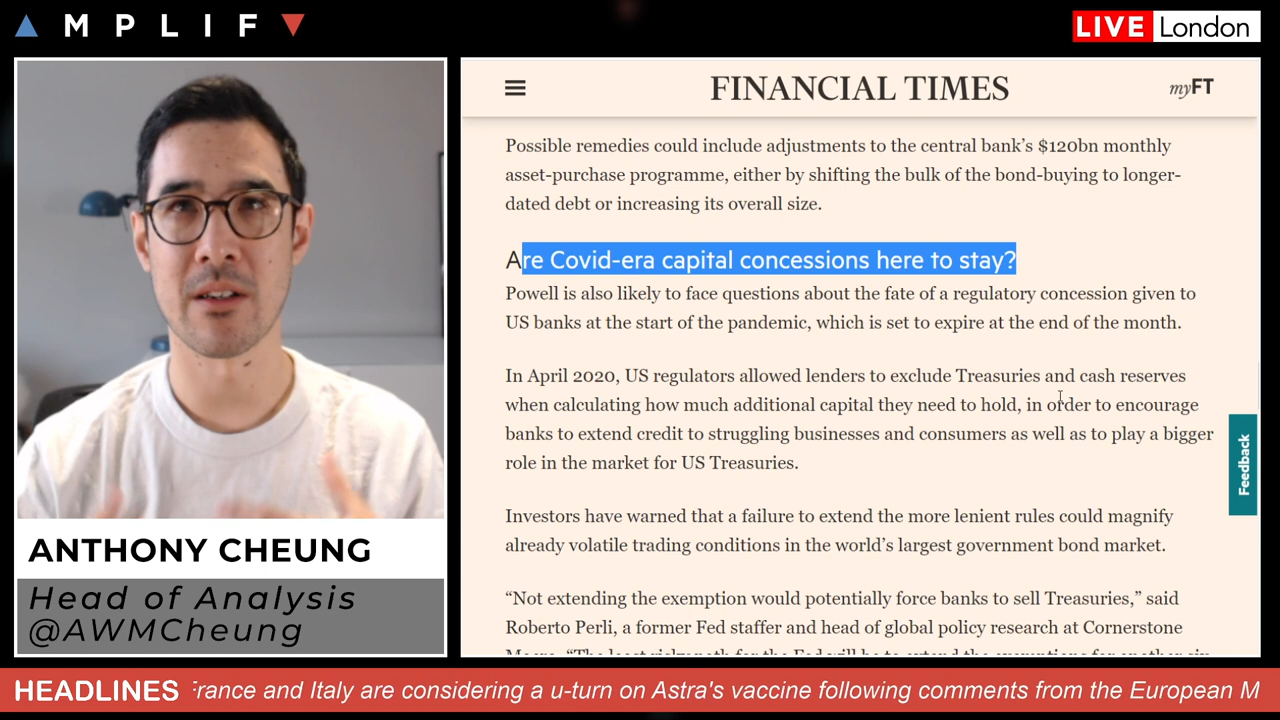 AMPLIFY
LIVE London
FINANCIAL TIMES
myFT
Possible remedies could include adjustments to the central bank's $120bn monthly
asset-purchase programme, either by shifting the bulk of the bond-buying to longer-
dated debt or increasing its overall size.
Are Covid-era capital concessions here to stay?
Powell is also likely to face questions about the fate of a regulatory concession given to
US banks at the start of the pandemic, which is set to expire at the end of the month.
In April 2020, US regulators allowed lenders to exclude Treasuries and cash reserves
when calculating how much additional capital they need to hold, in order to encourage
banks to extend credit to struggling businesses and consumers as well as to play a bigger
role in the market for US Treasuries.
Investors have warned that a failure to extend the more lenient rules could magnify
already volatile trading conditions in the world's largest government bond market.
“Not extending the exemption would potentially force banks to sell Treasuries,” said
Roberto Perli, a former Fed staffer and head of global policy research at Cornerstone
Feedback
ANTHONY CHEUNG
Head of Analysis
@AWMCheung
HEADLINES France and Italy are considering a u-turn on Astra's vaccine following comments from the European M